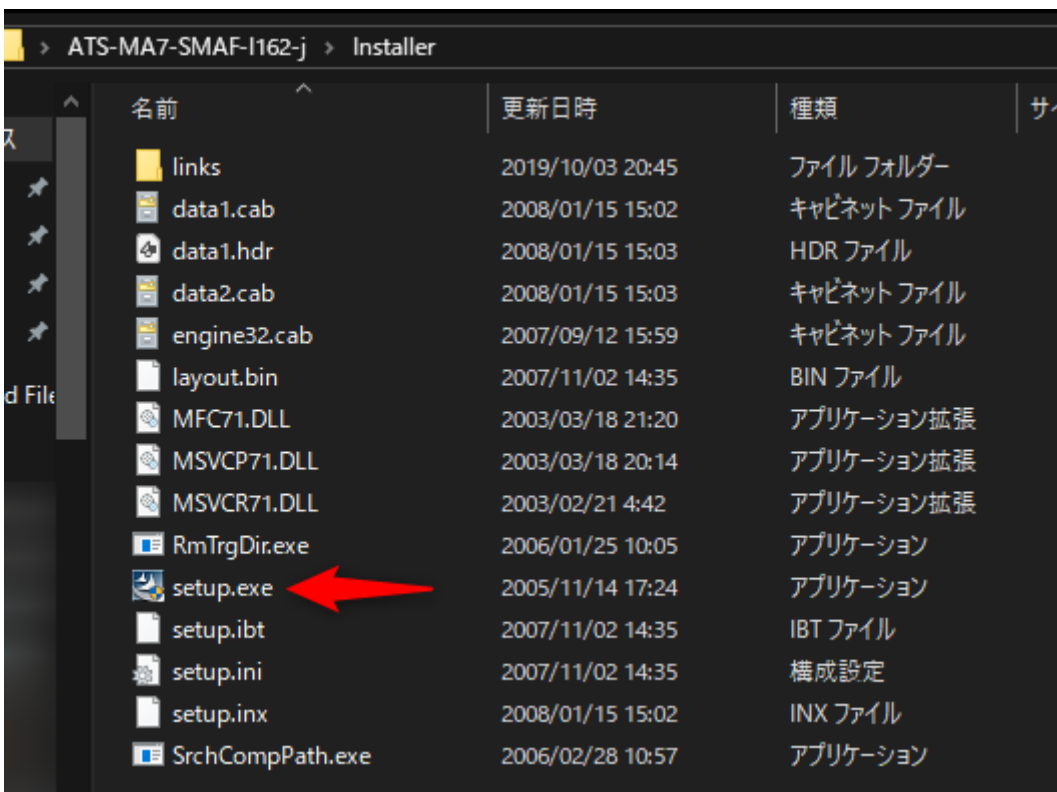 ATS-MA7-SMAF-I162-j > Installer
名前 更新日時 種類 サイ
ス
links 2019/10/03 20:45 ファイル フォルダー
data1.cab 2008/01/15 15:02 キャビネット ファイル
data1.hdr 2008/01/15 15:03 HDR ファイル
data2.cab 2008/01/15 15:03 キャビネット ファイル
engine32.cab 2007/09/12 15:59 キャビネット ファイル
layout.bin 2007/11/02 14:35 BIN ファイル
d File
MFC71.DLL 2003/03/18 21:20 アプリケーション拡張
MSVCP71.DLL 2003/03/18 20:14 アプリケーション拡張
MSVCR71.DLL 2003/02/21 4:42 アプリケーション拡張
RmTrgDir.exe 2006/01/25 10:05 アプリケーション
setup.exe 2005/11/14 17:24 アプリケーション
setup.ibt 2007/11/02 14:35 IBT ファイル
setup.ini 2007/11/02 14:35 構成設定
setup.inx 2008/01/15 15:02 INX ファイル
SrchCompPath.exe 2006/02/28 10:57 アプリケーション